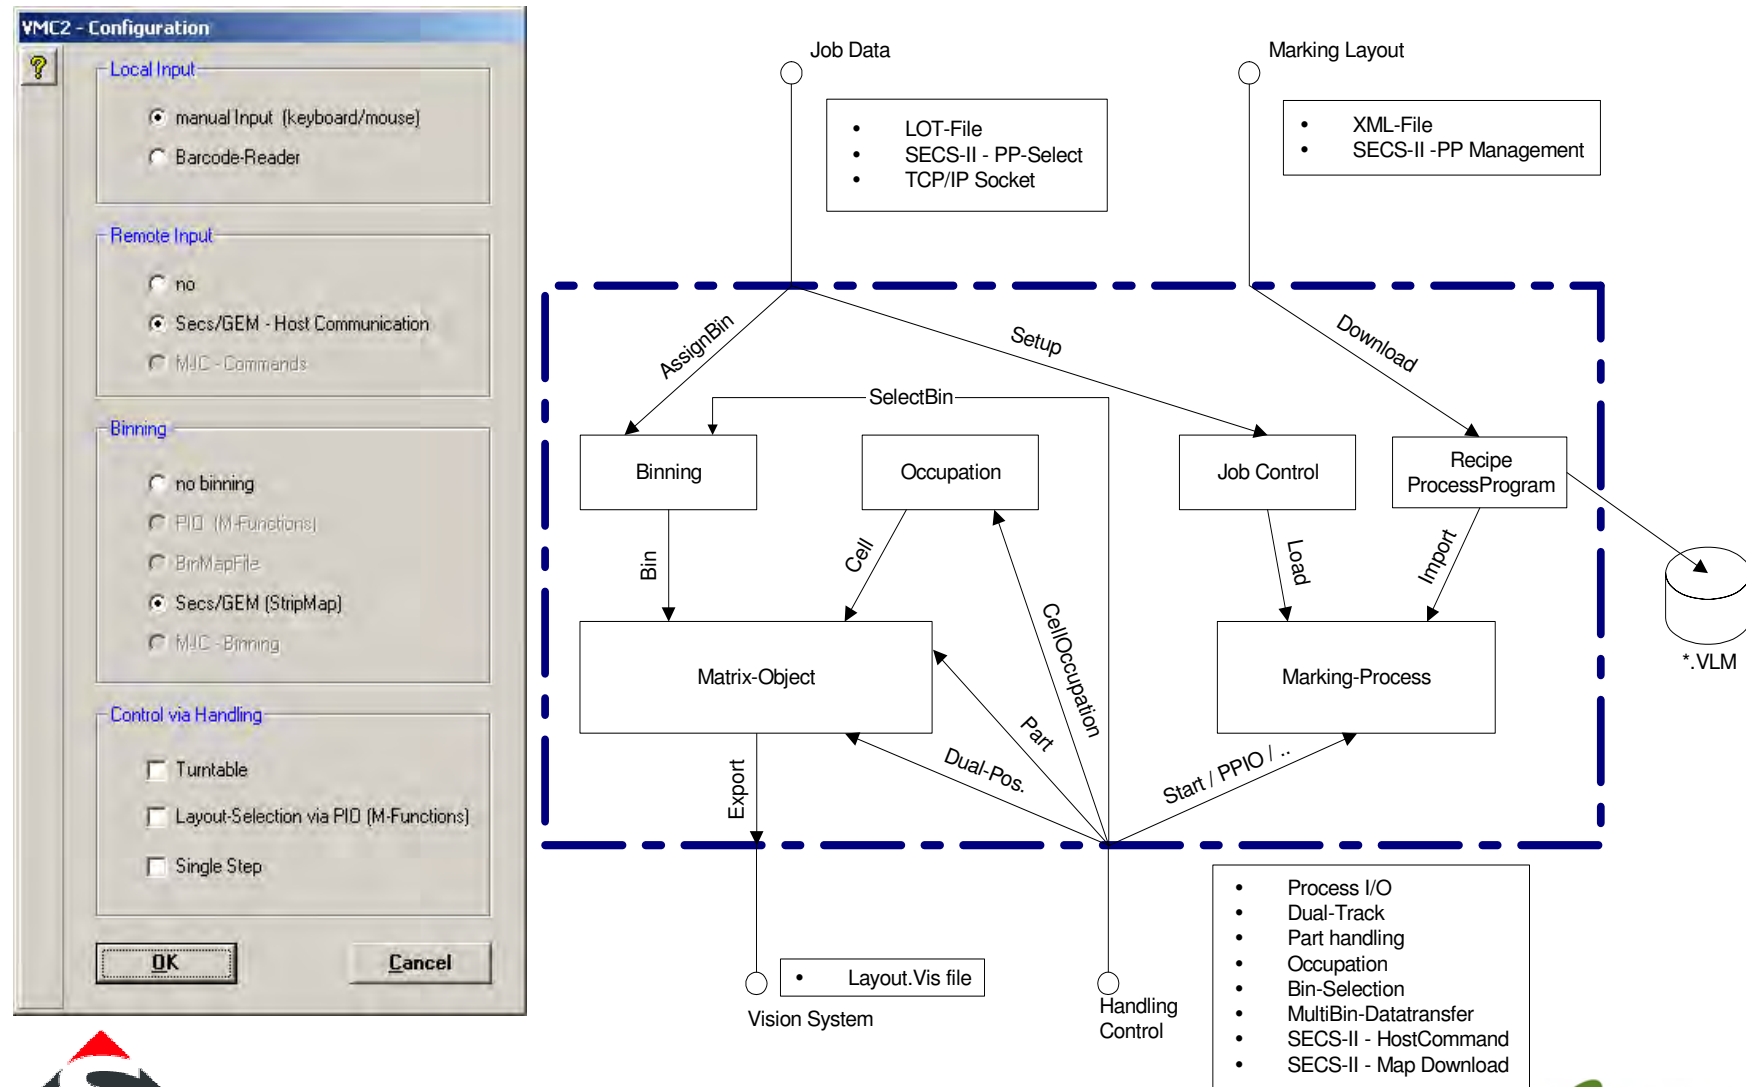 VMC2 - Configuration
?
Local Input
manual Input (keyboard/mouse)
Barcode-Reader
Remote Input
no
Secs/GEM - Host Communication
MJC - Commands
Binning
no binning
PIO (M-Functions)
BinMapFile
Secs/GEM (StripMap)
MJC - Binning
Control via Handling
Turntable
Layout-Selection via PIO (M-Functions)
Single Step
OK
Cancel
Job Data
• LOT-File
• SECS-II - PP-Select
• TCP/IP Socket
Marking Layout
• XML-File
• SECS-II -PP Management
AssignBin
Setup
Download
SelectBin
Binning
Occupation
Job Control
Recipe
ProcessProgram
Bin
Cell
Load
Import
CellOccupation
Matrix-Object
Marking-Process
*.VLM
Part
Dual-Pos.
Start / PPIO / ..
Export
• Layout.Vis file
Vision System
Handling
Control
• Process I/O
• Dual-Track
• Part handling
• Occupation
• Bin-Selection
• MultiBin-Datatransfer
• SECS-II - HostCommand
• SECS-II - Map Download